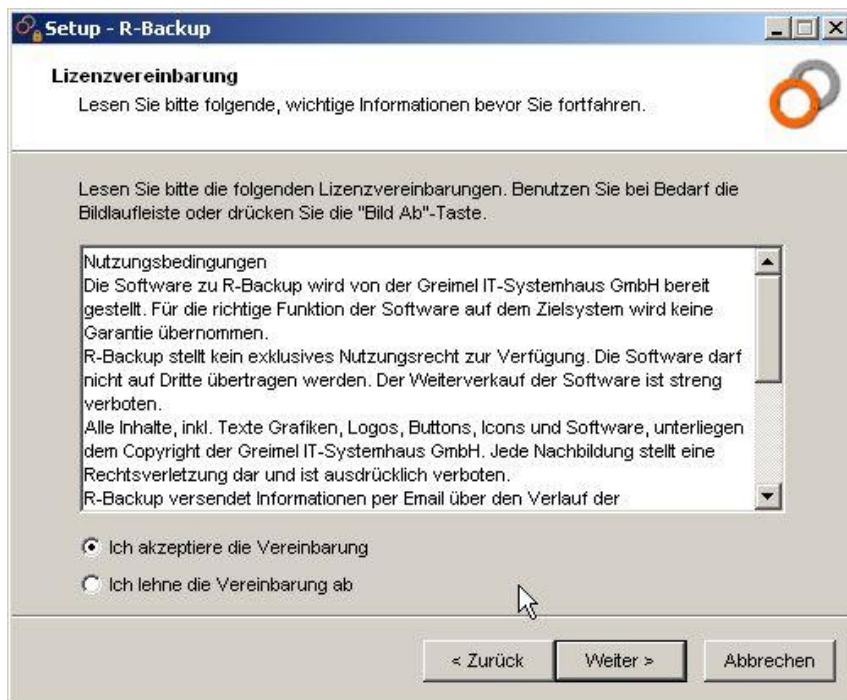 Setup - R-Backup
Lizenzvereinbarung
Lesen Sie bitte folgende, wichtige Informationen bevor Sie fortfahren.
Lesen Sie bitte die folgenden Lizenzvereinbarungen. Benutzen Sie bei Bedarf die
Bildlaufleiste oder drücken Sie die "Bild Ab"-Taste.
Nutzungsbedingungen
Die Software zu R-Backup wird von der Greimel IT-Systemhaus GmbH bereit
gestellt. Für die richtige Funktion der Software auf dem Zielsystem wird keine
Garantie übernommen.
R-Backup stellt kein exklusives Nutzungsrecht zur Verfügung. Die Software darf
nicht auf Dritte übertragen werden. Der Weiterverkauf der Software ist streng
verboten.
Alle Inhalte, inkl. Texte Grafiken, Logos, Buttons, Icons und Software, unterliegen
dem Copyright der Greimel IT-Systemhaus GmbH. Jede Nachbildung stellt eine
Rechtsverletzung dar und ist ausdrücklich verboten.
R-Backup versendet Informationen per Email über den Verlauf der
Ich akzeptiere die Vereinbarung
Ich lehne die Vereinbarung ab
< Zurück
Weiter >
Abbrechen